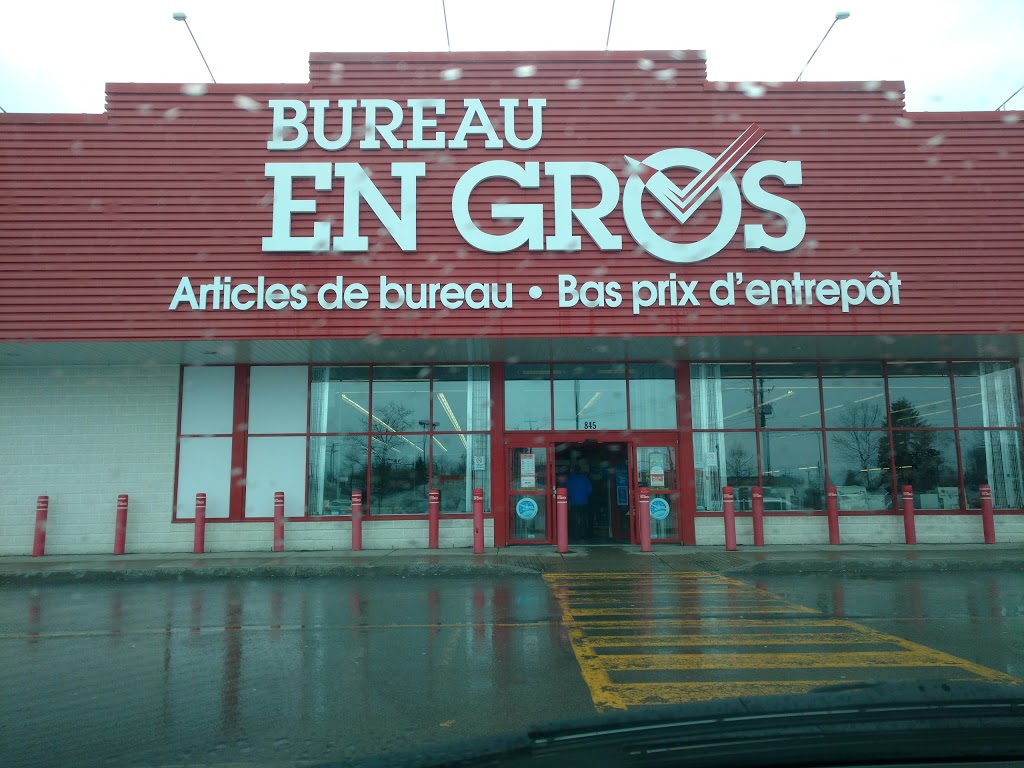 BUREAU
EN GROS
Articles de bureau • Bas prix d'entrepôt
845